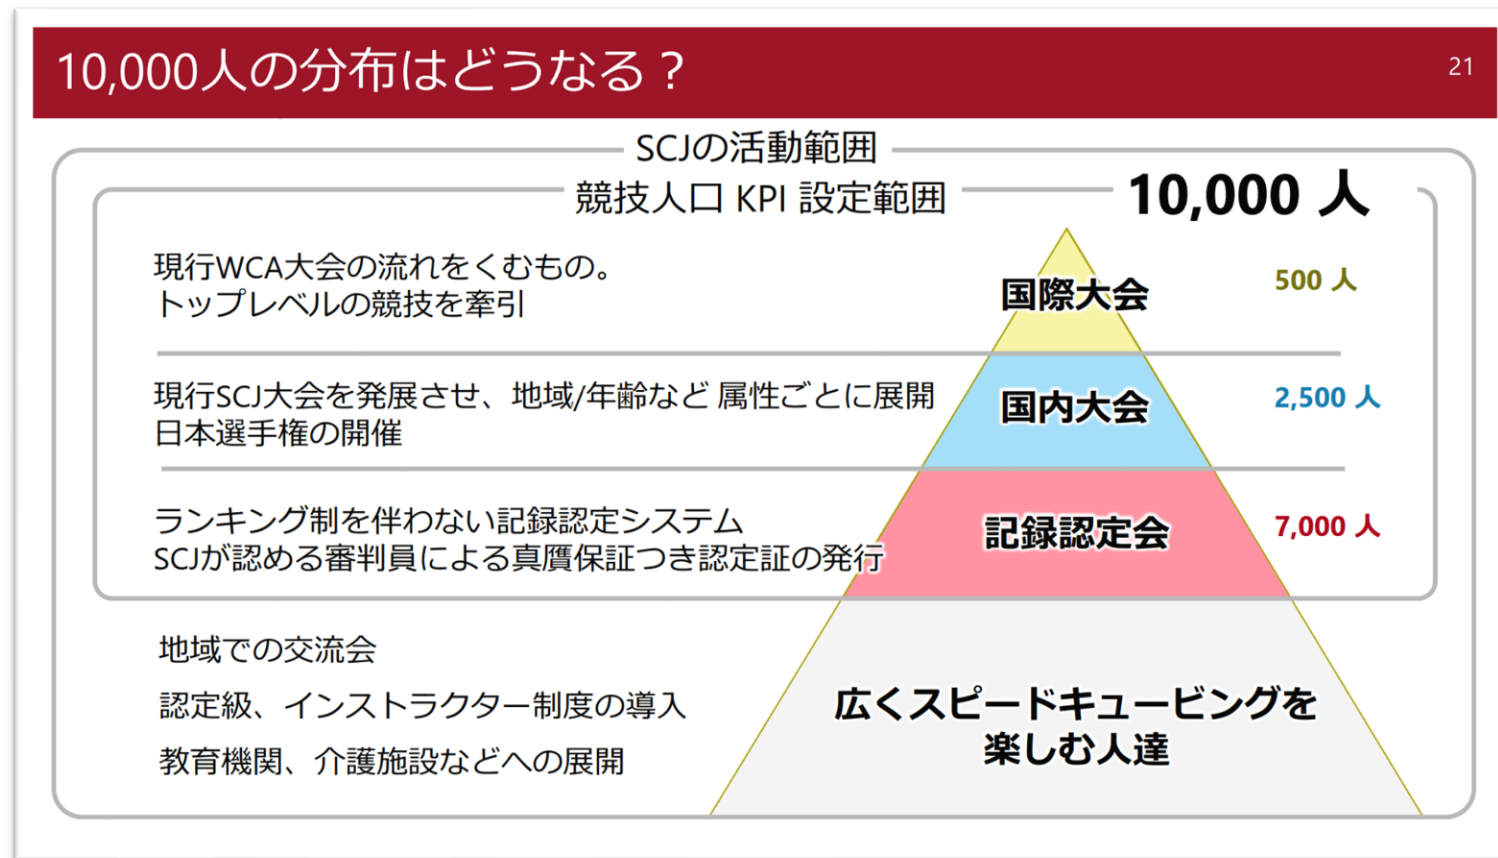 10,000人の分布はどうなる？
21
SCJの活動範囲
競技人口 KPI 設定範囲
10,000 人
現行WCA大会の流れをくむもの。
トップレベルの競技を牽引
国際大会
500 人
現行SCJ大会を発展させ、地域/年齢など 属性ごとに展開
日本選手権の開催
国内大会
2,500 人
ランキング制を伴わない記録認定システム
SCJが認める審判員による真贋保証つき認定証の発行
記録認定会
7,000 人
地域での交流会
認定級、インストラクター制度の導入
教育機関、介護施設などへの展開
広くスピードキュービングを
楽しむ人達